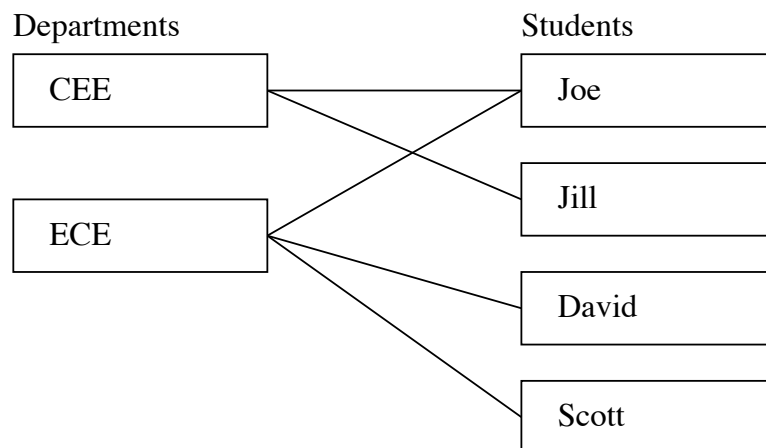 Departments
Students
CEE
Joe
Jill
ECE
David
Scott